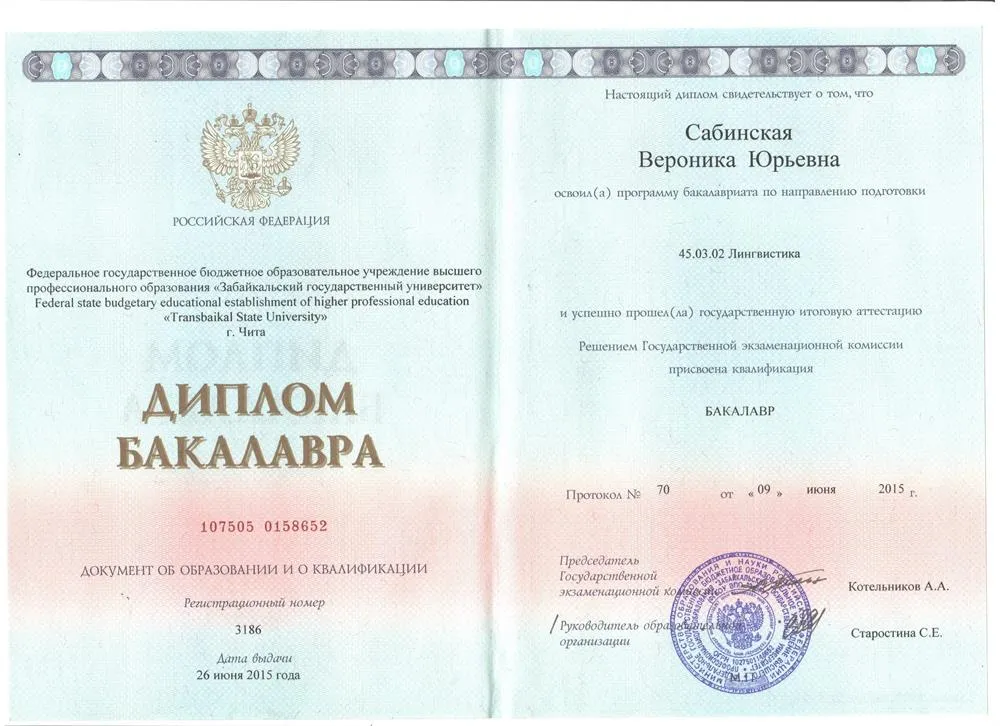 РОССИЙСКАЯ ФЕДЕРАЦИЯ
Федеральное государственное бюджетное образовательное учреждение высшего
профессионального образования «Забайкальский государственный университет»
Federal state budgetary educational establishment of higher professional education
«Transbaikal State University»
г. Чита
ДИПЛОМ
БАКАЛАВРА
107505 0158652
ДОКУМЕНТ ОБ ОБРАЗОВАНИИ И О КВАЛИФИКАЦИИ
Регистрационный номер
3186
Дата выдачи
26 июня 2015 года
Настоящий диплом свидетельствует о том, что
Сабинская
Вероника Юрьевна
освоил(а) программу бакалавриата по направлению подготовки
45.03.02 Лингвистика
и успешно прошел(ла) государственную итоговую аттестацию
Решением Государственной экзаменационной комиссии
присвоена квалификация
БАКАЛАВР
Протокол № 70 от « 09 » июня 2015 г.
Председатель
Государственной
экзаменационной комиссии
Котельников А.А.
Руководитель образовательной
организации
Старостина С.Е.
М.П.